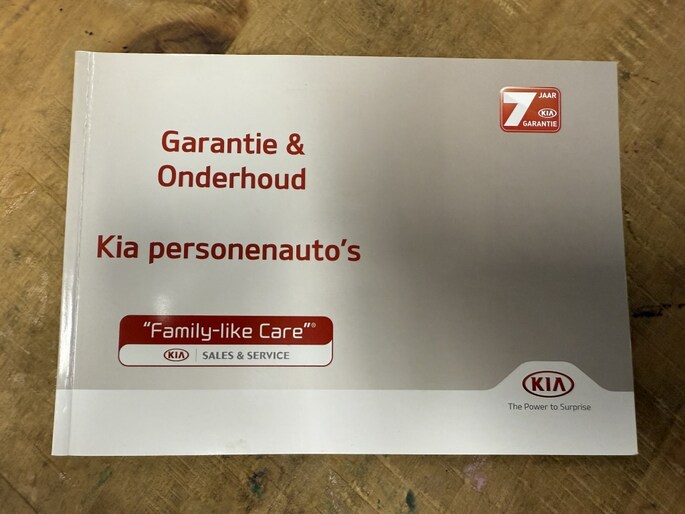 7 JAAR
KIA
GARANTIE
Garantie &
Onderhoud
Kia personenauto's
"Family-like Care"®
KIA SALES & SERVICE
KIA
The Power to Surprise